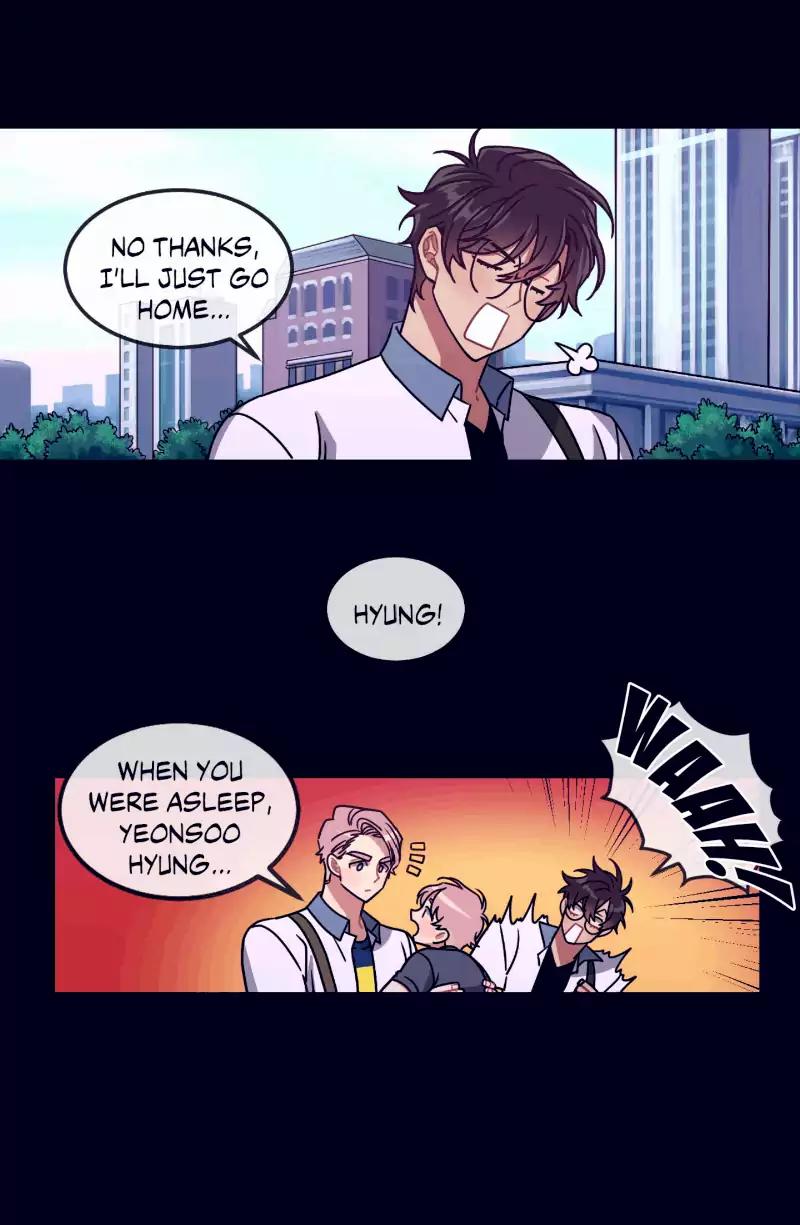 NO THANKS,
I'LL JUST GO
HOME...
HYUNG!
WAAH!
WHEN YOU
WERE ASLEEP,
YEONSOO
HYUNG...